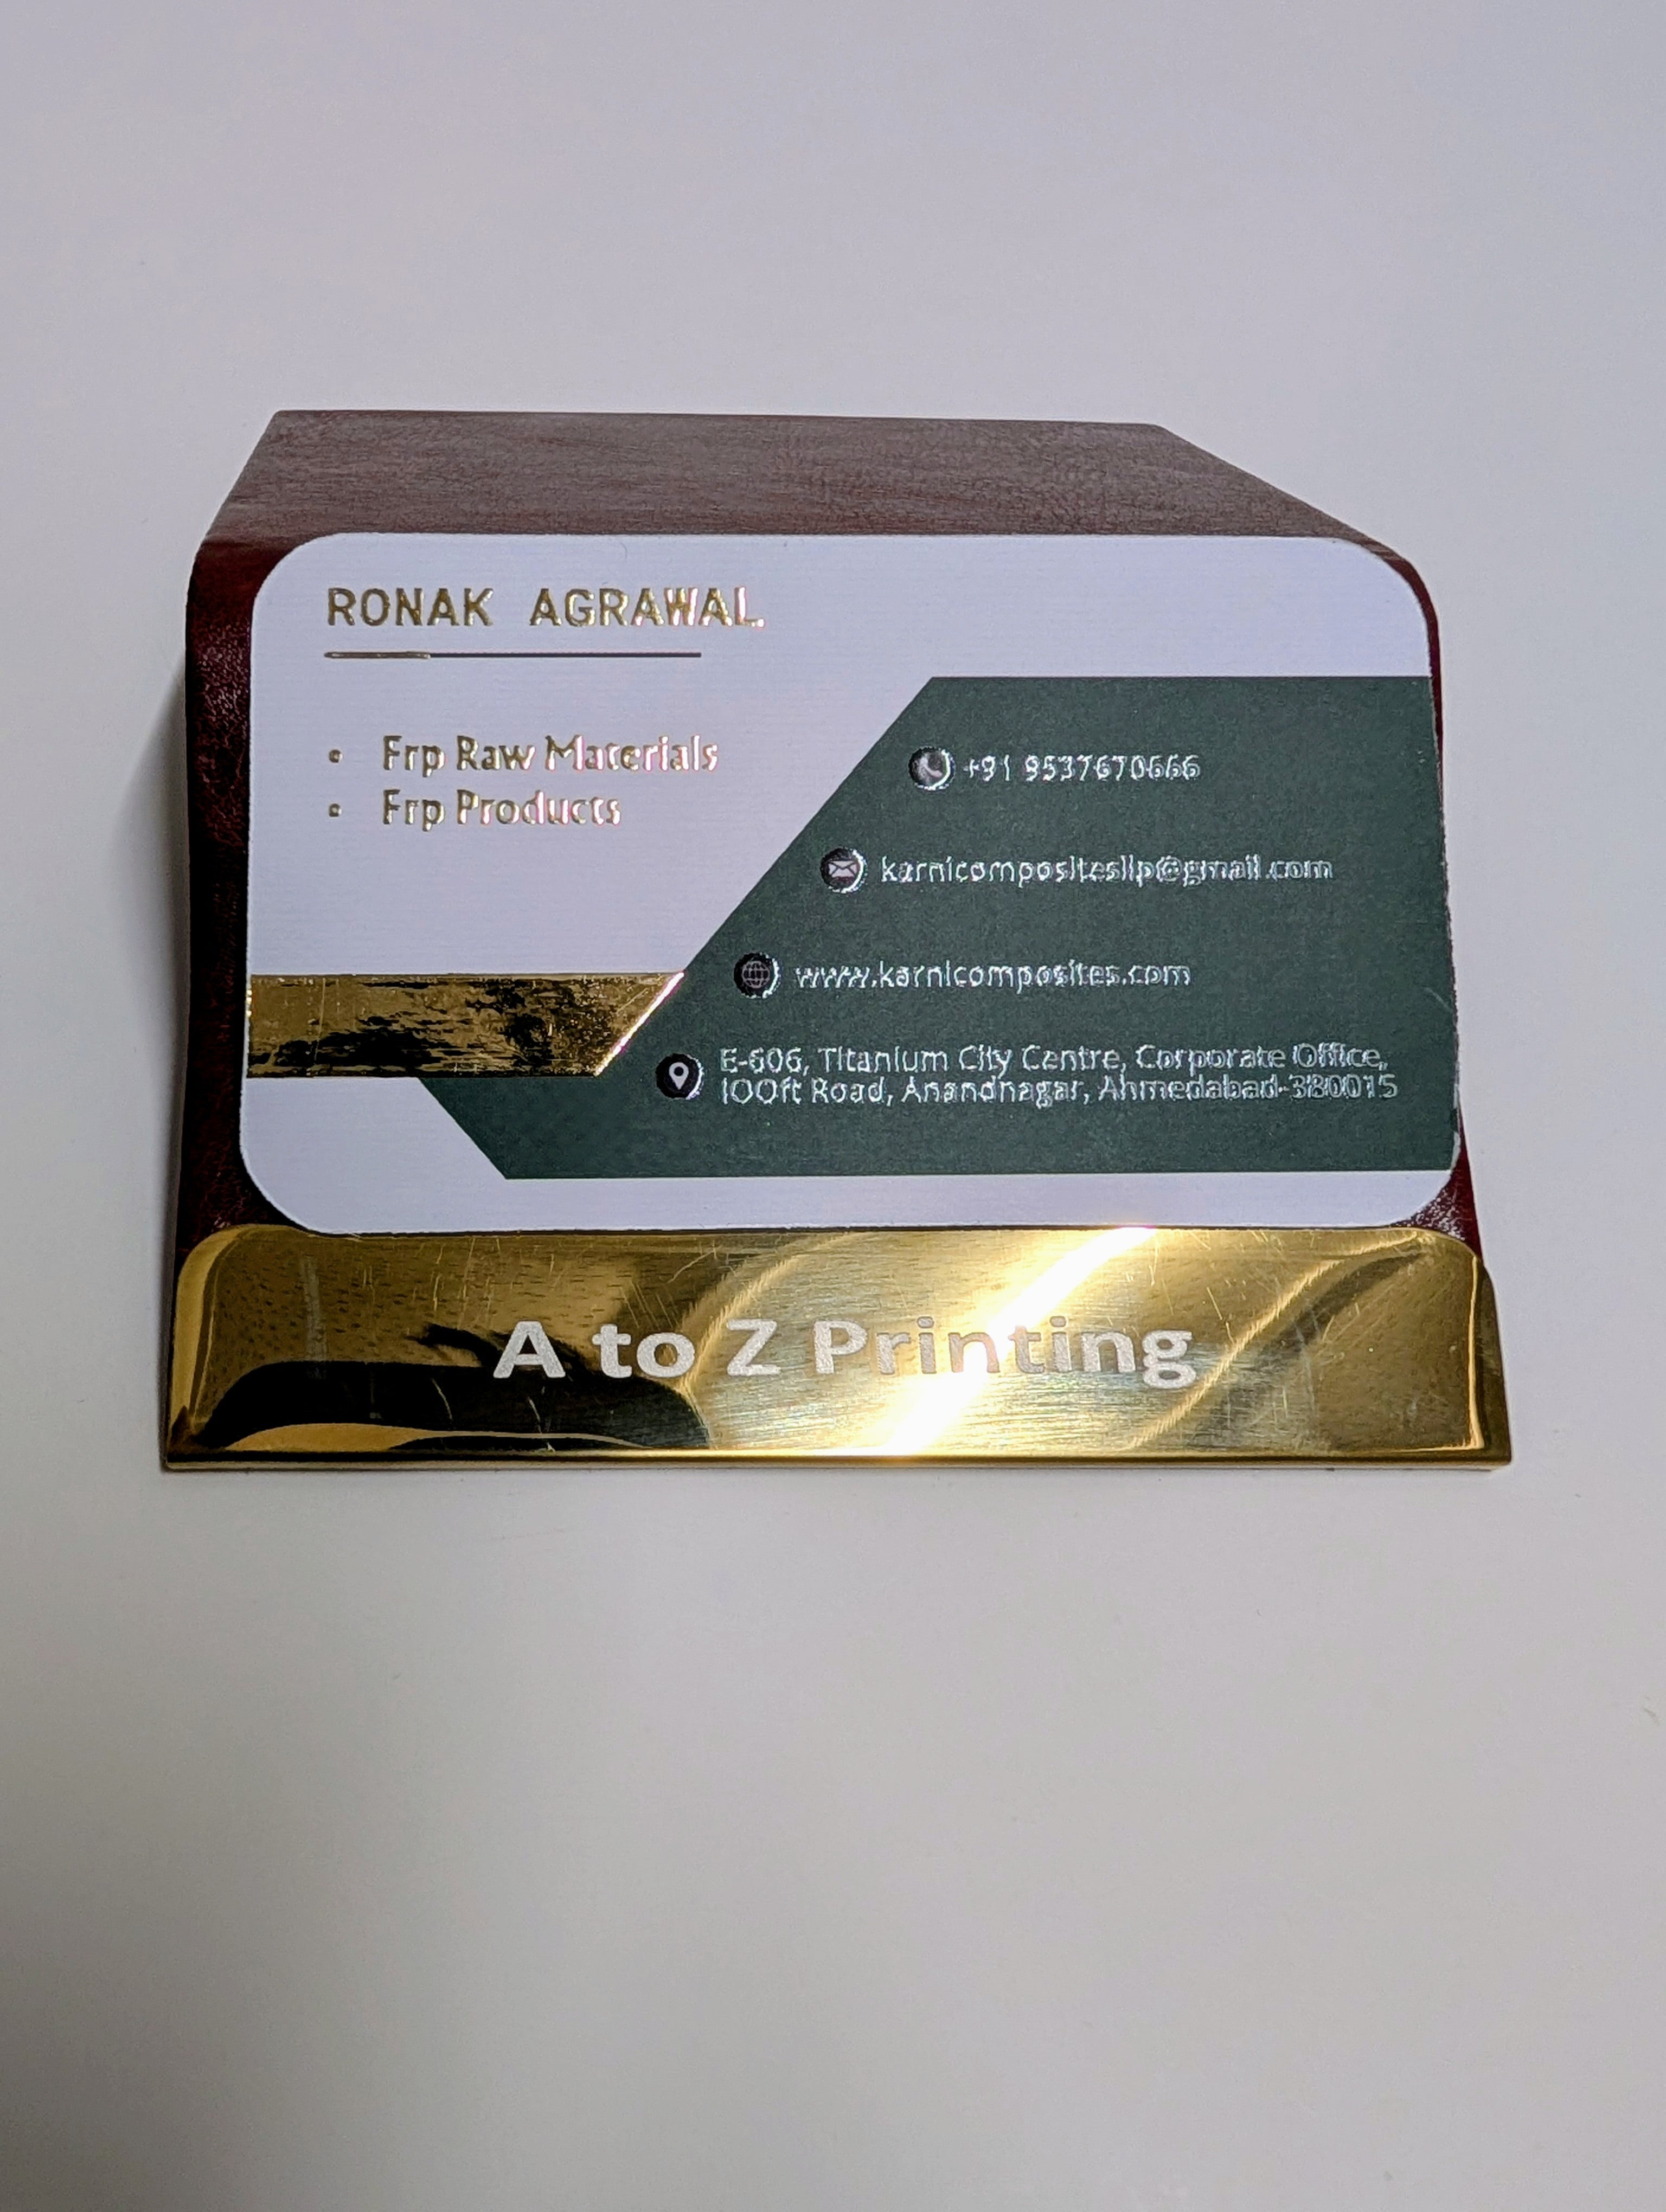 RONAK AGRAWAL
• Frp Raw Materials
• Frp Products
+91 9537670666
karnicompositesllp@gmail.com
www.karnicomposites.com
E-606, Titanium City Centre, Corporate Office,
100ft Road, Anandnagar, Ahmedabad-380015
A to Z Printing